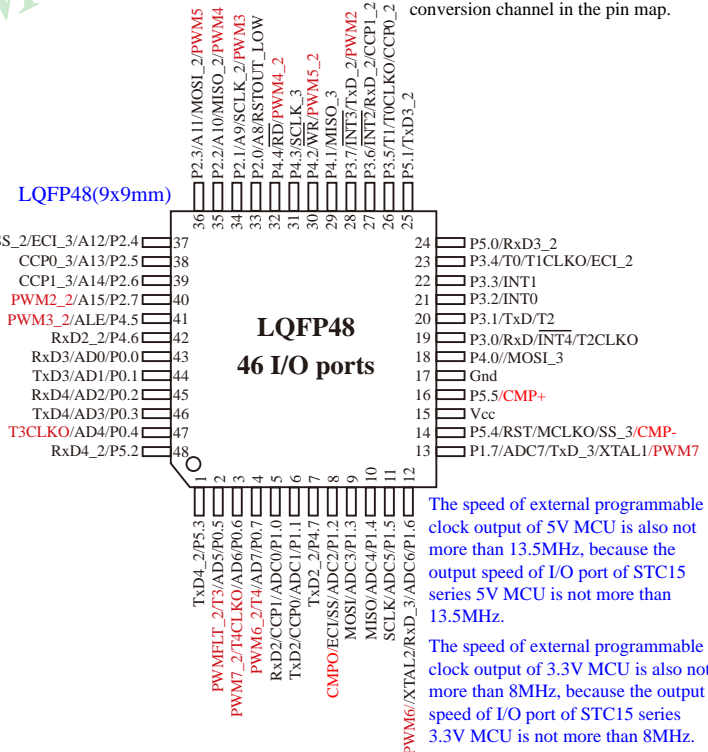 conversion channel in the pin map.
P2.3/A11/MOSI_2/PWM5
P2.2/A10/MISO_2/PWM4
P2.1/A9/SCLK_2/PWM3
P2.0/A8/RSTOUT_LOW
P4.4/RD/PWM4_2
P4.3/SCLK_3
P4.2/WR/PWM5_2
P4.1/MISO_3
P3.7/INT3/TxD_2/PWM2
P3.6/INT2/RxD_2/CCP1_2
P3.5/T1/T0CLKO/CCP0_2
P5.1/TxD3_2
LQFP48(9x9mm)
36 35 34 33 32 31 30 29 28 27 26 25
SS_2/ECI_3/A12/P2.4 37
CCP0_3/A13/P2.5 38
CCP1_3/A14/P2.6 39
PWM2_2/A15/P2.7 40
PWM3_2/ALE/P4.5 41
RxD2_2/P4.6 42
RxD3/AD0/P0.0 43
TxD3/AD1/P0.1 44
RxD4/AD2/P0.2 45
TxD4/AD3/P0.3 46
T3CLKO/AD4/P0.4 47
RxD4_2/P5.2 48
LQFP48
46 I/O ports
24 P5.0/RxD3_2
23 P3.4/T0/T1CLKO/ECI_2
22 P3.3/INT1
21 P3.2/INT0
20 P3.1/TxD/T2
19 P3.0/RxD/INT4/T2CLKO
18 P4.0//MOSI_3
17 Gnd
16 P5.5/CMP+
15 Vcc
14 P5.4/RST/MCLKO/SS_3/CMP-
13 P1.7/ADC7/TxD_3/XTAL1/PWM7
1 2 3 4 5 6 7 8 9 10 11 12
TxD4_2/P5.3
PWMFLT_2/T3/AD5/P0.5
PWM7_2/T4CLKO/AD6/P0.6
PWM6_2/T4/AD7/P0.7
RxD2/CCP1/ADC0/P1.0
TxD2/CCP0/ADC1/P1.1
TxD2_2/P4.7
CMPO/ECI/SS/ADC2/P1.2
MOSI/ADC3/P1.3
MISO/ADC4/P1.4
SCLK/ADC5/P1.5
PWM6//XTAL2/RxD_3/ADC6/P1.6
The speed of external programmable
clock output of 5V MCU is also not
more than 13.5MHz, because the
output speed of I/O port of STC15
series 5V MCU is not more than
13.5MHz.
The speed of external programmable
clock output of 3.3V MCU is also not
more than 8MHz, because the output
speed of I/O port of STC15 series
3.3V MCU is not more than 8MHz.